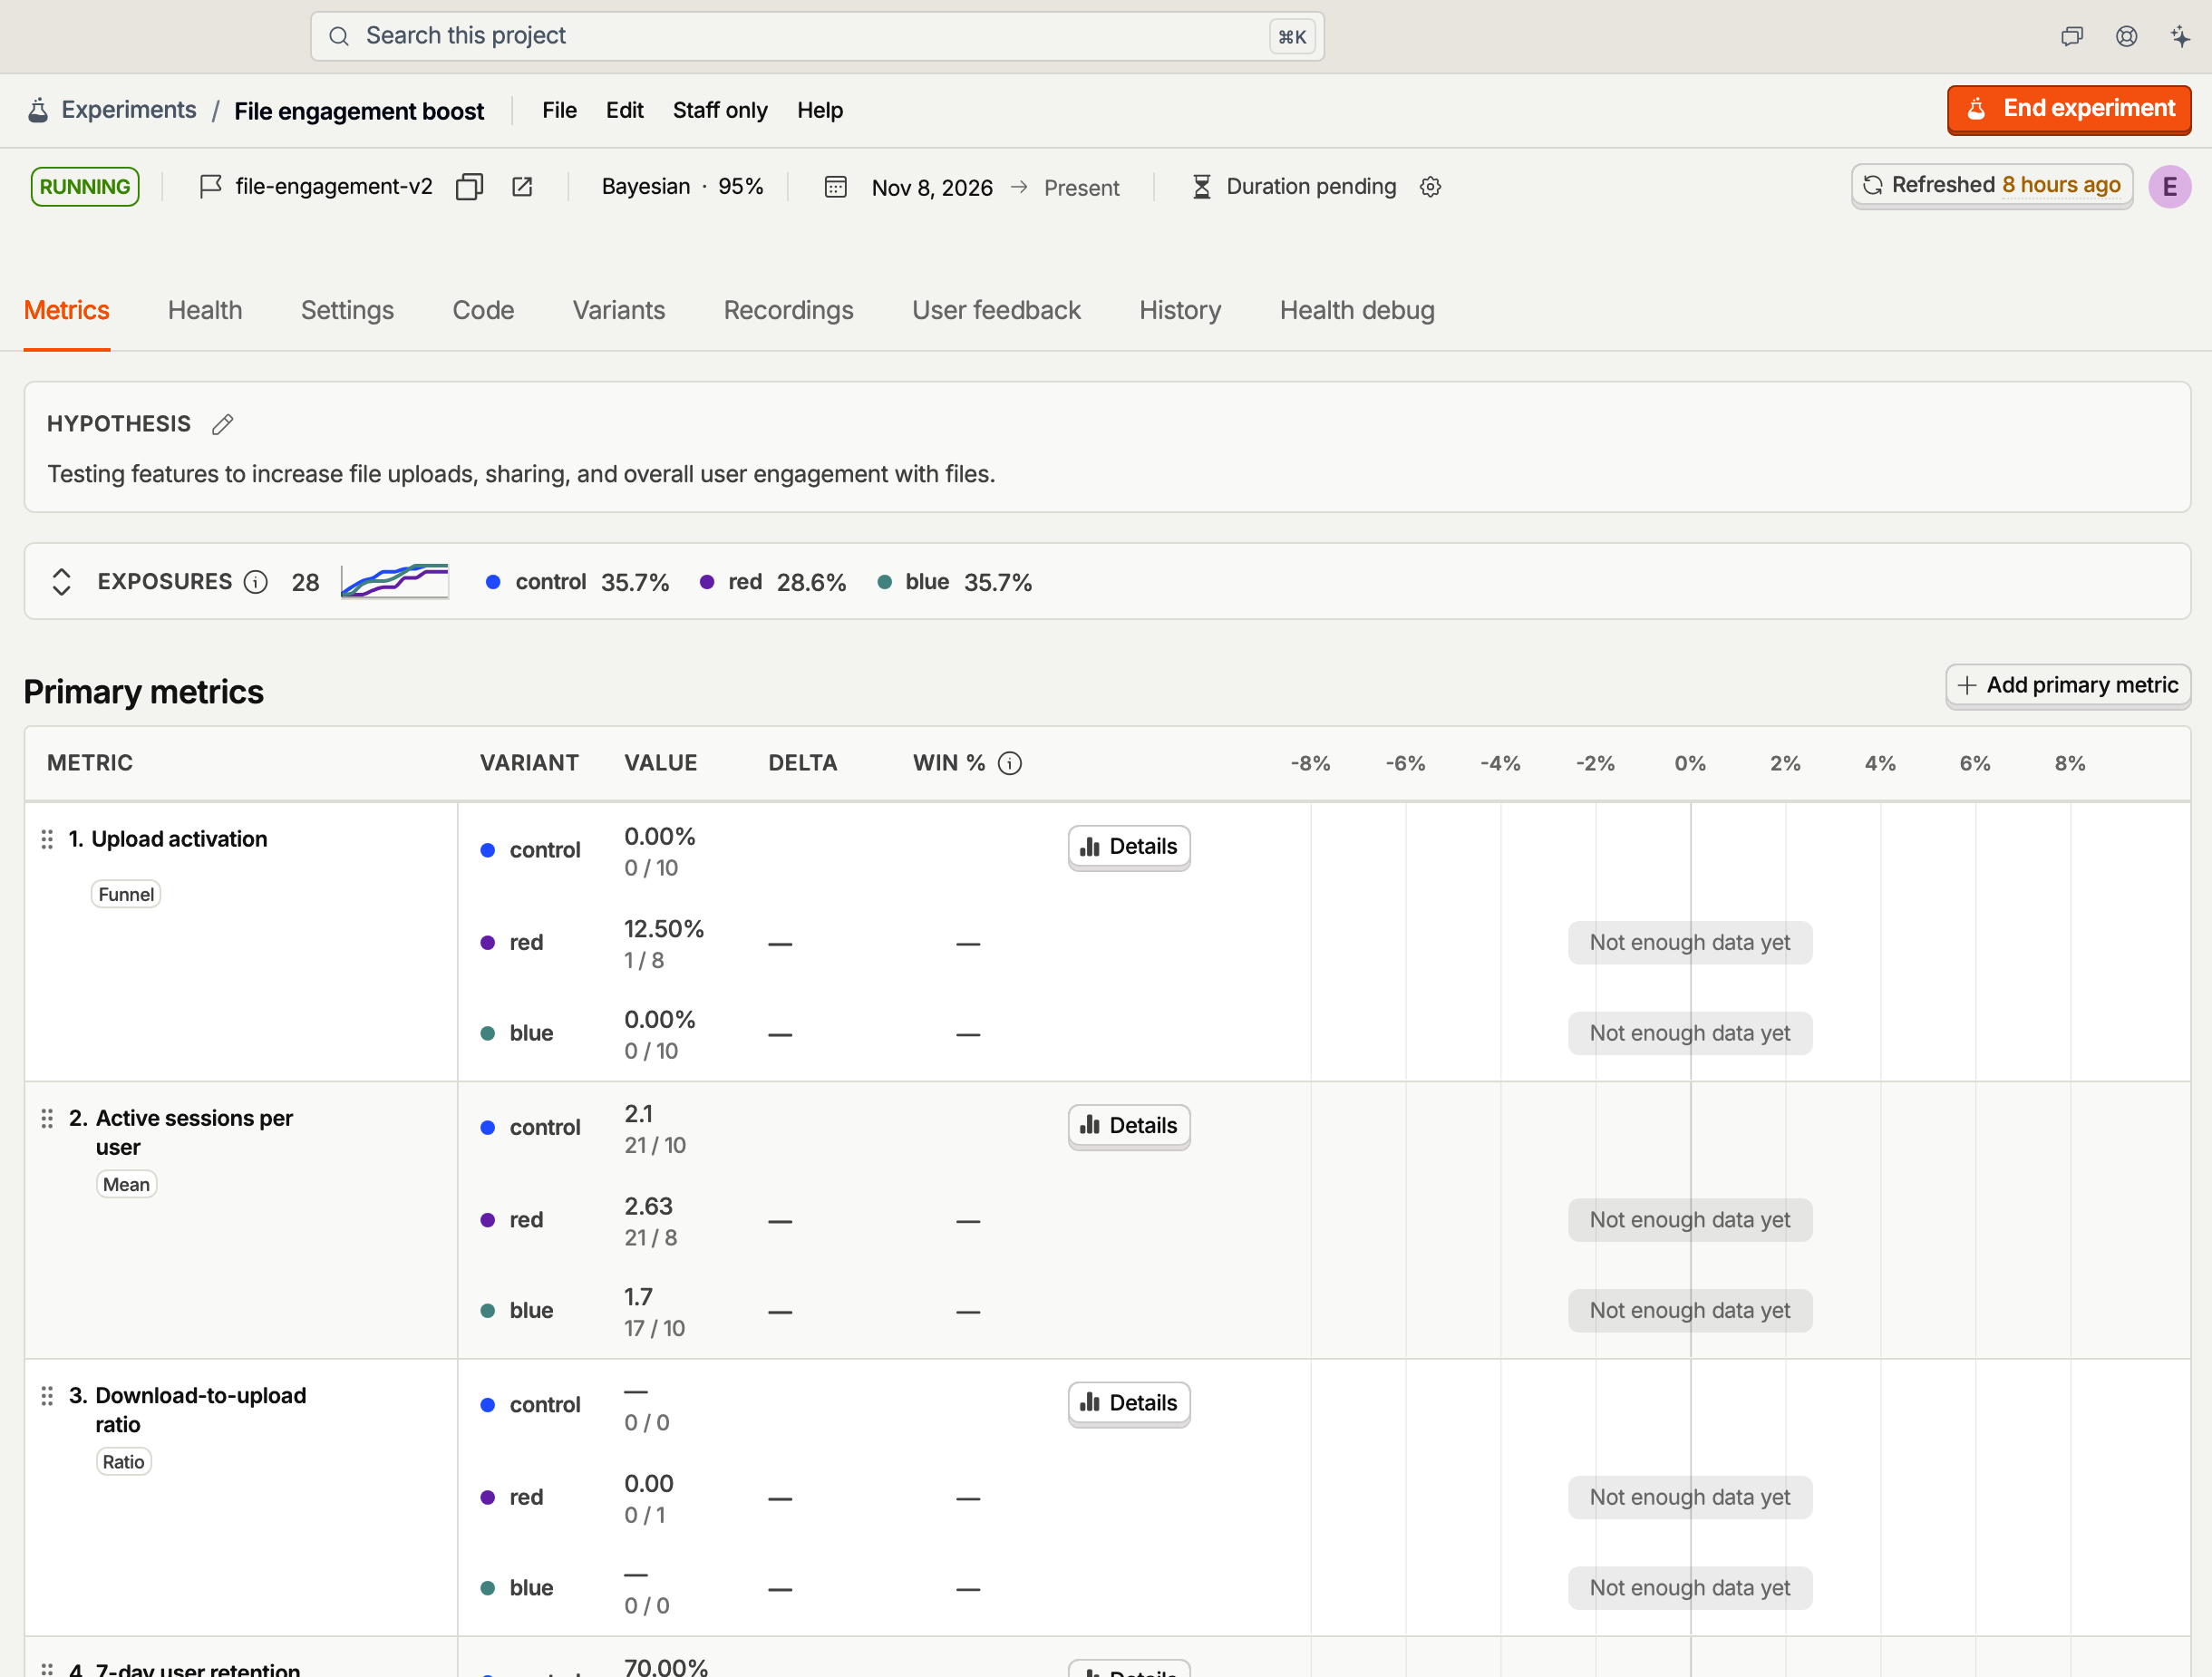 Search this project
⌘K
Experiments / File engagement boost
File Edit Staff only Help
End experiment
RUNNING
file-engagement-v2
Bayesian · 95%
Nov 8, 2026 → Present
Duration pending
Refreshed 8 hours ago
E
Metrics Health Settings Code Variants Recordings User feedback History Health debug
HYPOTHESIS
Testing features to increase file uploads, sharing, and overall user engagement with files.
EXPOSURES 28 control 35.7% red 28.6% blue 35.7%
Primary metrics
+ Add primary metric
METRIC VARIANT VALUE DELTA WIN % -8% -6% -4% -2% 0% 2% 4% 6% 8%
1. Upload activation
Funnel
control 0.00%
0 / 10
Details
red 12.50% — —
1 / 8
Not enough data yet
blue 0.00% — —
0 / 10
Not enough data yet
2. Active sessions per
user
Mean
control 2.1
21 / 10
Details
red 2.63 — —
21 / 8
Not enough data yet
blue 1.7 — —
17 / 10
Not enough data yet
3. Download-to-upload
ratio
Ratio
control —
0 / 0
Details
red 0.00 — —
0 / 1
Not enough data yet
blue — — —
0 / 0
Not enough data yet
4. 7-day user retention
control 70.00%
Details